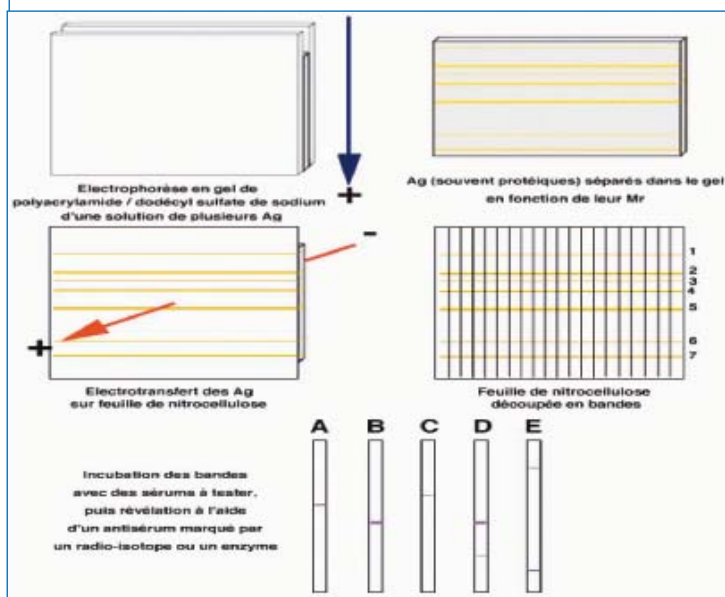 Electrophorèse en gel de
polyacrylamide / dodécyl sulfate de sodium
d'une solution de plusieurs Ag
+
Ag (souvent protéiques) séparés dans le gel
en fonction de leur Mr
-
+
Electrotransfert des Ag
sur feuille de nitrocellulose
1
2
3
4
5
6
7
Feuille de nitrocellulose
découpée en bandes
A B C D E
Incubation des bandes
avec des sérums à tester,
puis révélation à l'aide
d'un antisérum marqué par
un radio-isotope ou un enzyme